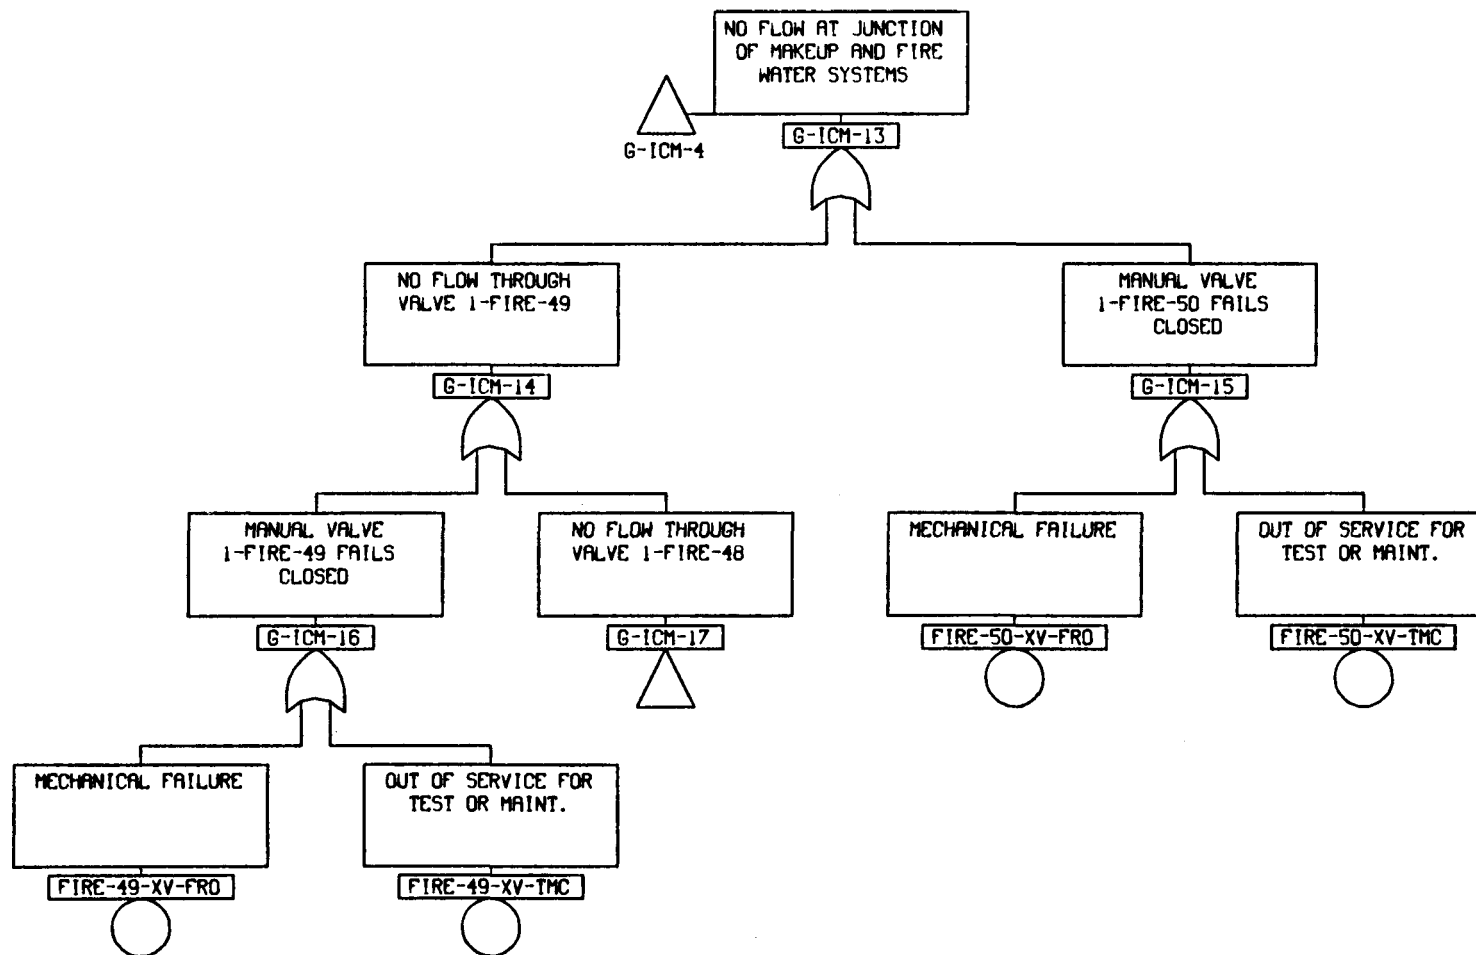 NO FLOW AT JUNCTION
OF MAKEUP AND FIRE
WATER SYSTEMS
G-ICM-4
G-ICM-13
NO FLOW THROUGH
VALVE 1-FIRE-49
G-ICM-14
MANUAL VALVE
1-FIRE-50 FAILS
CLOSED
G-ICM-15
MANUAL VALVE
1-FIRE-49 FAILS
CLOSED
G-ICM-16
NO FLOW THROUGH
VALVE 1-FIRE-48
G-ICM-17
MECHANICAL FAILURE
FIRE-50-XV-FRO
OUT OF SERVICE FOR
TEST OR MAINT.
FIRE-50-XV-TMC
MECHANICAL FAILURE
FIRE-49-XV-FRO
OUT OF SERVICE FOR
TEST OR MAINT.
FIRE-49-XV-TMC